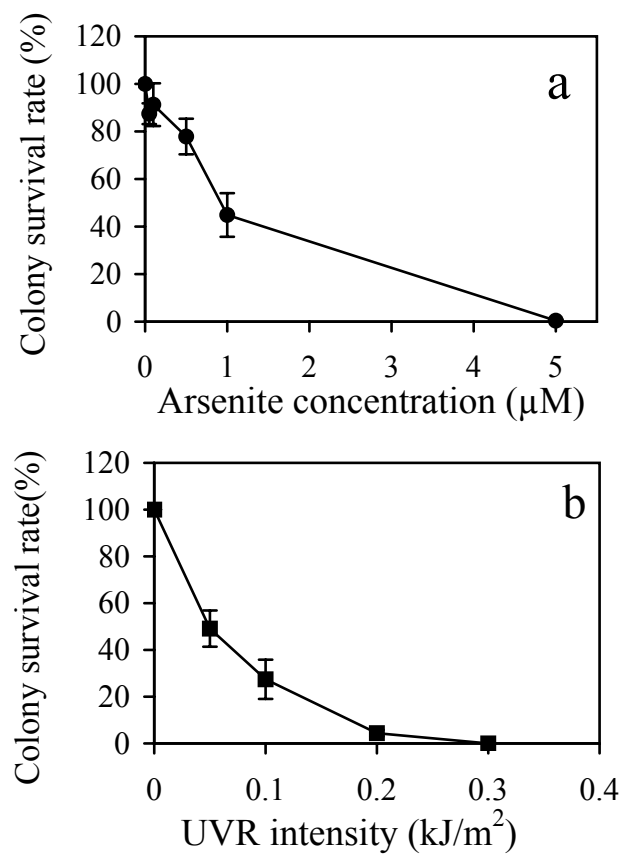 Colony survival rate (%)
120
100
80
60
40
20
0
a
0 1 2 3 4 5
Arsenite concentration (µM)
Colony survival rate(%)
120
100
80
60
40
20
0
b
0 0.1 0.2 0.3 0.4
UVR intensity (kJ/m²)